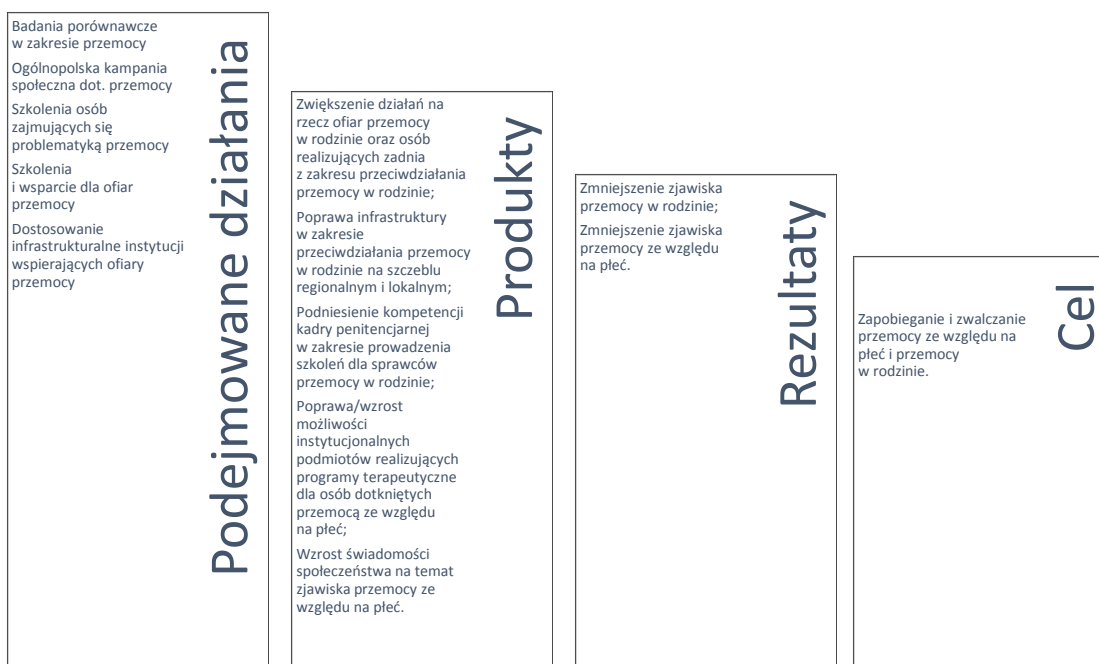 Badania porównawcze
w zakresie przemocy
Ogólnopolska kampania
społeczna dot. przemocy
Szkolenia osób
zajmujących się
problematyką przemocy
Szkolenia
i wsparcie dla ofiar
przemocy
Dostosowanie
infrastrukturalne instytucji
wspierających ofiary
przemocy
Podejmowane działania
Zwiększenie działań na
rzecz ofiar przemocy
w rodzinie oraz osób
realizujących zadnia
z zakresu przeciwdziałania
przemocy w rodzinie;
Poprawa infrastruktury
w zakresie
przeciwdziałania przemocy
w rodzinie na szczeblu
regionalnym i lokalnym;
Podniesienie kompetencji
kadry penitencjarnej
w zakresie prowadzenia
szkoleń dla sprawców
przemocy w rodzinie;
Poprawa/wzrost
możliwości
instytucjonalnych
podmiotów realizujących
programy terapeutyczne
dla osób dotkniętych
przemocą ze względu
na płeć;
Wzrost świadomości
społeczeństwa na temat
zjawiska przemocy ze
względu na płeć.
Produkty
Zmniejszenie zjawiska
przemocy w rodzinie;
Zmniejszenie zjawiska
przemocy ze względu
na płeć.
Rezultaty
Zapobieganie i zwalczanie
przemocy ze względu na
płeć i przemocy
w rodzinie.
Cel